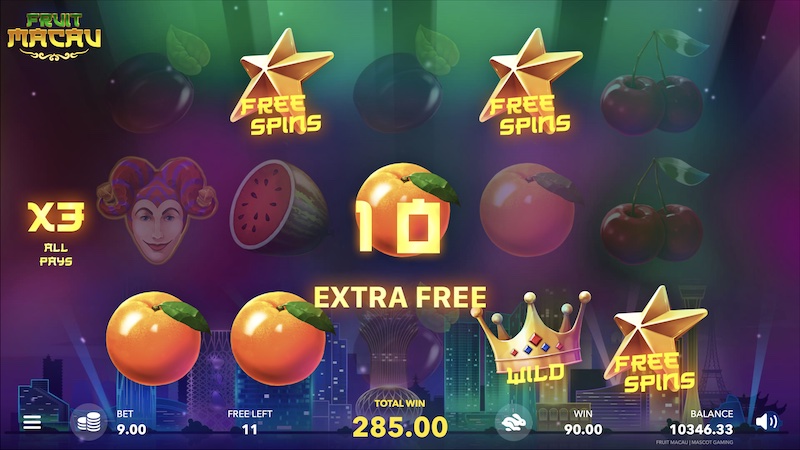 FRUIT
MACAU
FREE
SPINS
FREE
SPINS
X3
ALL
PAYS
10
EXTRA FREE
WILD
FREE
SPINS
BET
9.00
FREE LEFT
11
TOTAL WIN
285.00
WIN
90.00
BALANCE
10346.33
FRUIT MACAU | MASCOT GAMING